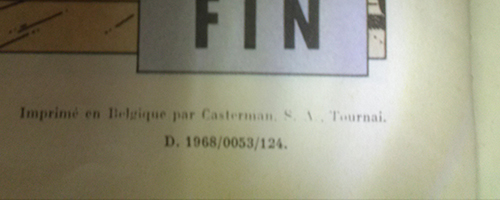 FIN
Imprimé en Belgique par Casterman, S. A., Tournai.
D. 1968/0053/124.